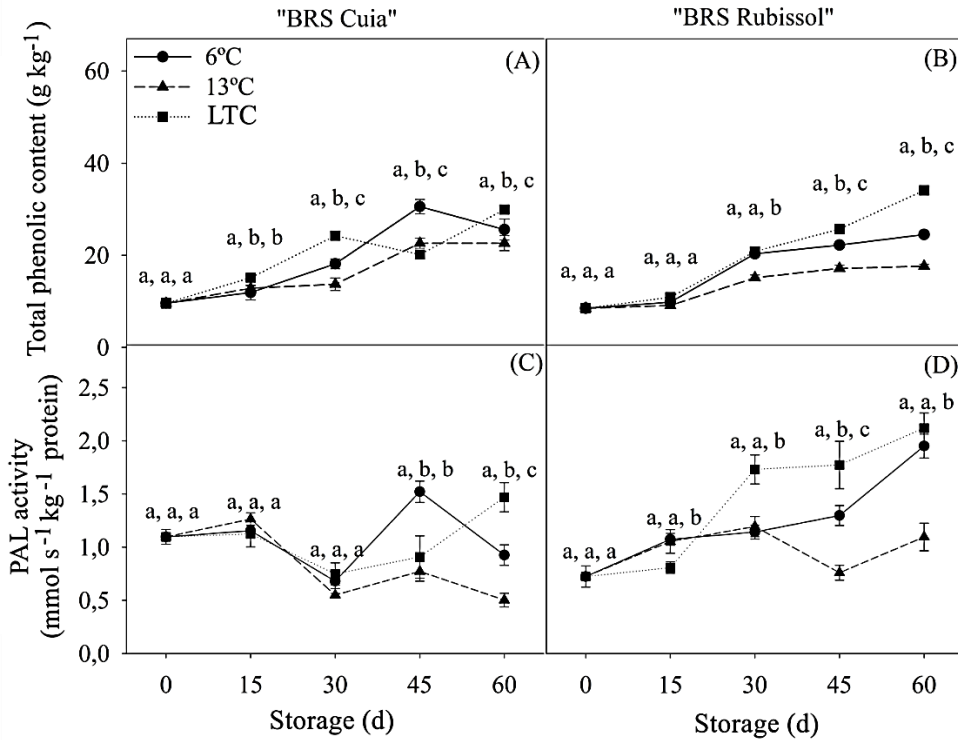 "BRS Cuia"
"BRS Rubissol"
Total phenolic content (g kg⁻¹)
60
40
20
0
6ºC
13ºC
LTC
(A)
a, a, a
a, b, b
a, b, c
a, b, c
a, b, c
(B)
a, a, a
a, a, a
a, a, b
a, b, c
a, b, c
PAL activity
(mmol s⁻¹ kg⁻¹ protein)
2,5
2,0
1,5
1,0
0,5
0,0
(C)
a, a, a
a, a, a
a, a, a
a, b, b
a, b, c
(D)
a, a, a
a, a, b
a, a, b
a, b, c
a, a, b
0 15 30 45 60
0 15 30 45 60
Storage (d)
Storage (d)